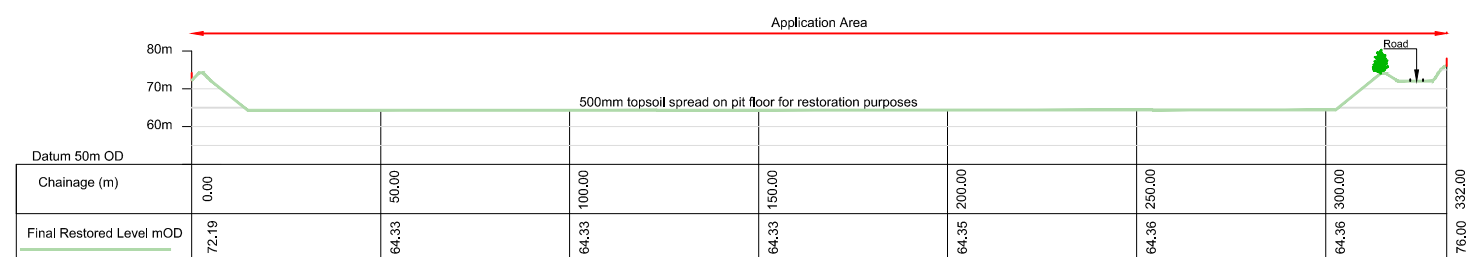 Application Area
80m
Road
70m
500mm topsoil spread on pit floor for restoration purposes
60m
Datum 50m OD
Chainage (m) 0.00 50.00 100.00 150.00 200.00 250.00 300.00 332.00
Final Restored Level mOD 72.19 64.33 64.33 64.33 64.35 64.36 64.36 76.00